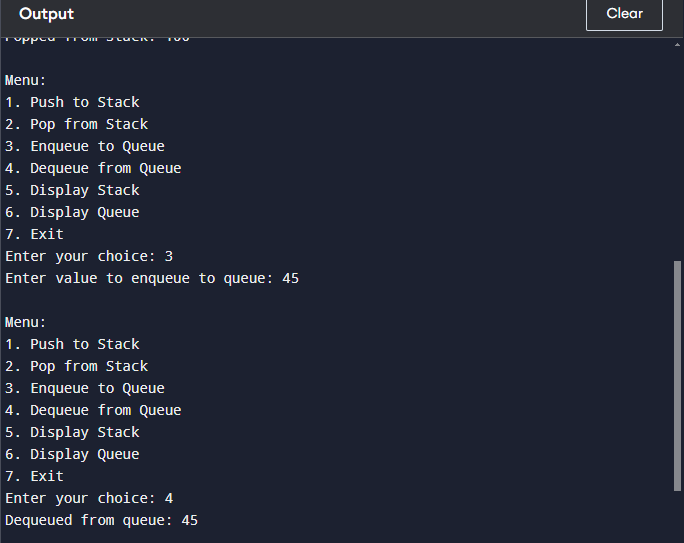 Output
Clear
Popped from stack: 100
Menu:
1. Push to Stack
2. Pop from Stack
3. Enqueue to Queue
4. Dequeue from Queue
5. Display Stack
6. Display Queue
7. Exit
Enter your choice: 3
Enter value to enqueue to queue: 45
Menu:
1. Push to Stack
2. Pop from Stack
3. Enqueue to Queue
4. Dequeue from Queue
5. Display Stack
6. Display Queue
7. Exit
Enter your choice: 4
Dequeued from queue: 45